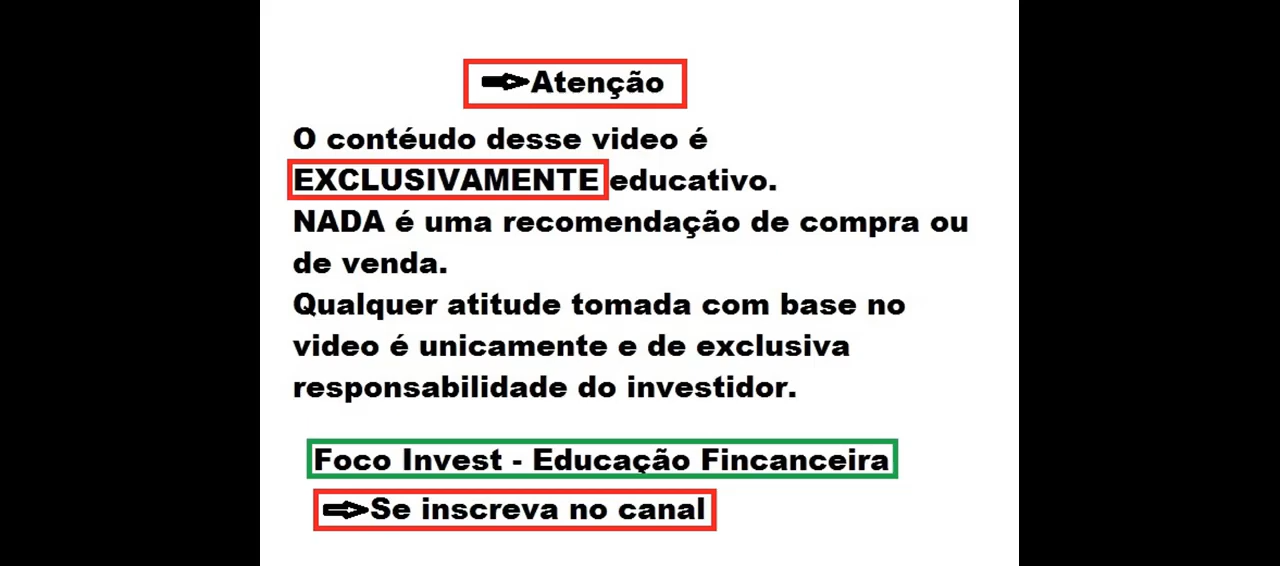 Atenção
O contéudo desse video é
EXCLUSIVAMENTE educativo.
NADA é uma recomendação de compra ou
de venda.
Qualquer atitude tomada com base no
video é unicamente e de exclusiva
responsabilidade do investidor.
Foco Invest - Educação Fincanceira
Se inscreva no canal